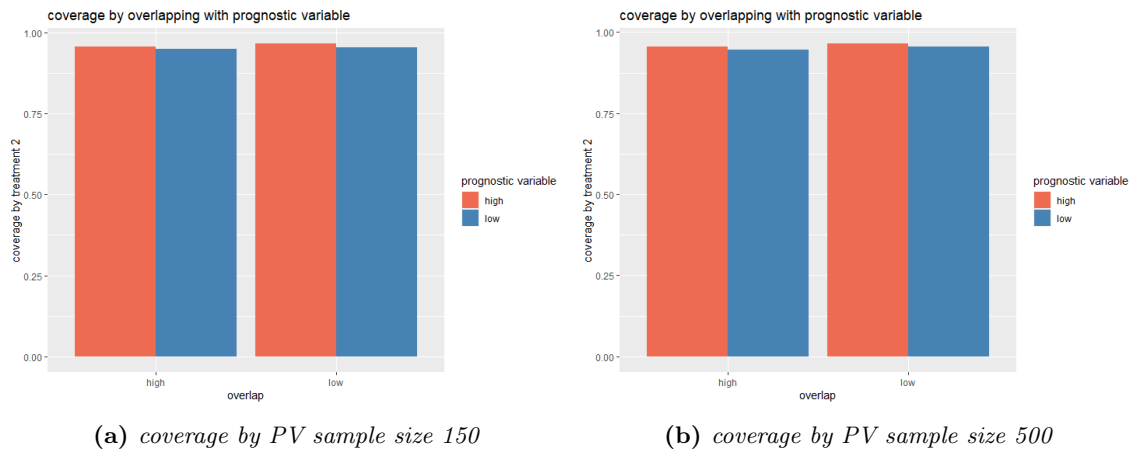 coverage by overlapping with prognostic variable
1.00
0.75
0.50
0.25
0.00
coverage by treatment 2
high
low
overlap
prognostic variable
high
low
(a) coverage by PV sample size 150
coverage by overlapping with prognostic variable
1.00
0.75
0.50
0.25
0.00
coverage by treatment 2
high
low
overlap
prognostic variable
high
low
(b) coverage by PV sample size 500